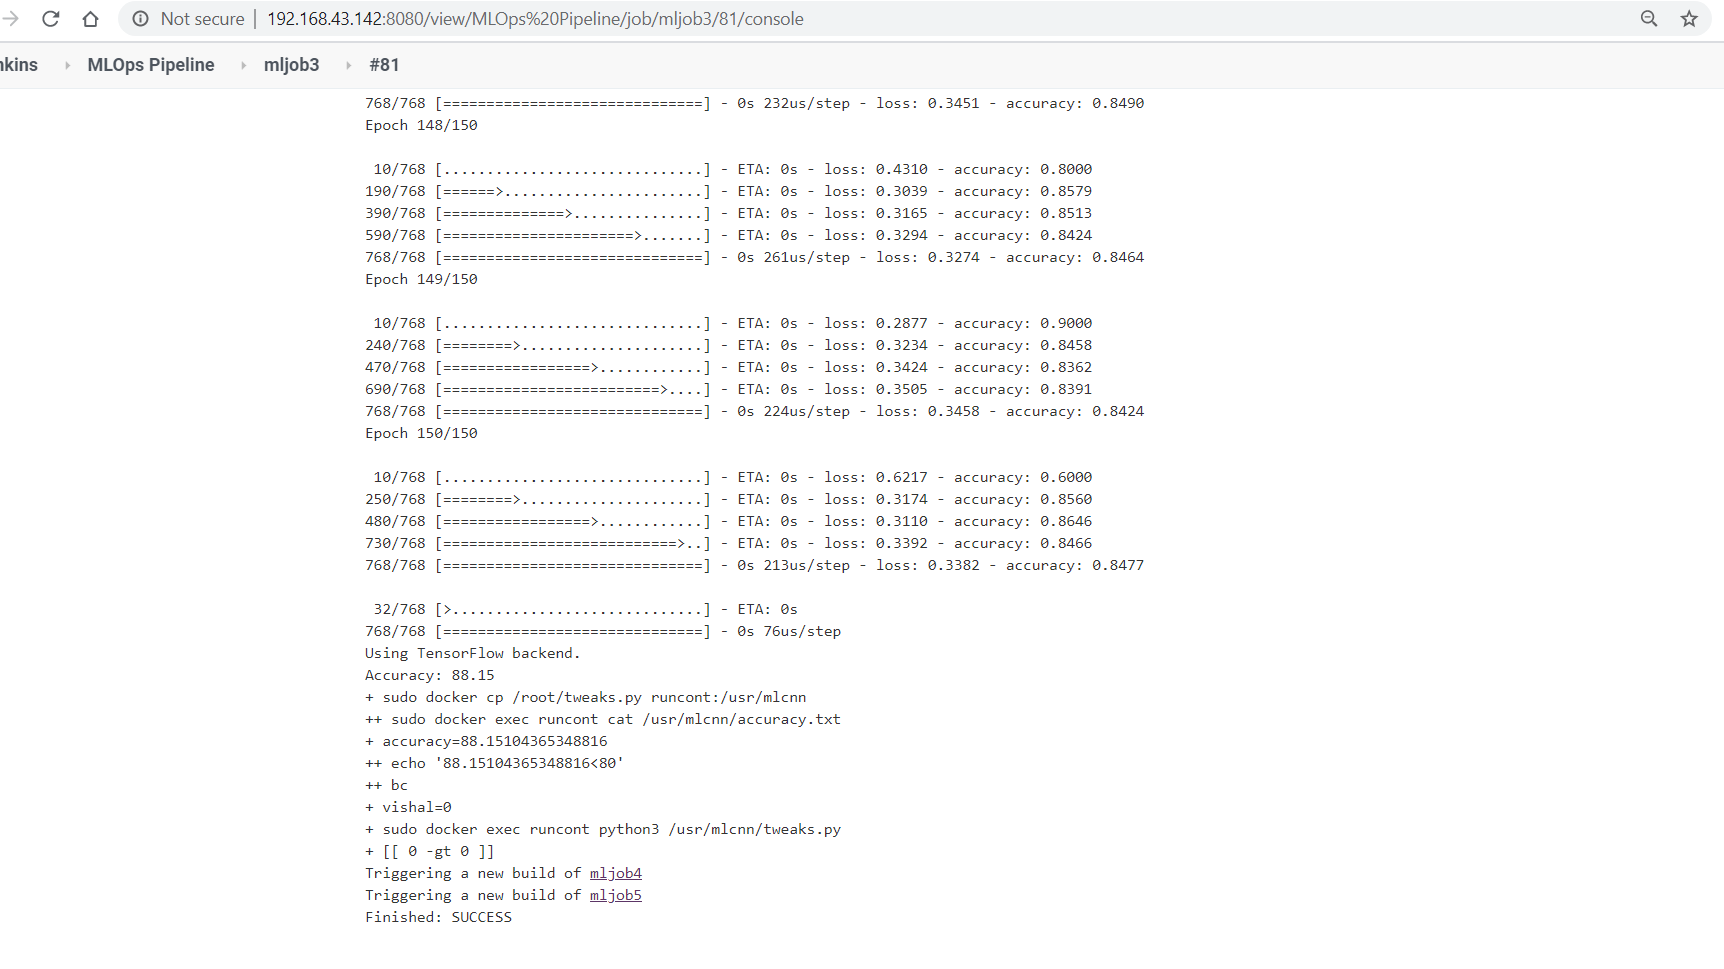 Not secure | 192.168.43.142:8080/view/MLOps%20Pipeline/job/mljob3/81/console
nkins MLOps Pipeline mljob3 #81
768/768 [==============================] - 0s 232us/step - loss: 0.3451 - accuracy: 0.8490
Epoch 148/150
10/768 [..............................] - ETA: 0s - loss: 0.4310 - accuracy: 0.8000
190/768 [======>.......................] - ETA: 0s - loss: 0.3039 - accuracy: 0.8579
390/768 [==============>...............] - ETA: 0s - loss: 0.3165 - accuracy: 0.8513
590/768 [======================>.......] - ETA: 0s - loss: 0.3294 - accuracy: 0.8424
768/768 [==============================] - 0s 261us/step - loss: 0.3274 - accuracy: 0.8464
Epoch 149/150
10/768 [..............................] - ETA: 0s - loss: 0.2877 - accuracy: 0.9000
240/768 [========>.....................] - ETA: 0s - loss: 0.3234 - accuracy: 0.8458
470/768 [=================>............] - ETA: 0s - loss: 0.3424 - accuracy: 0.8362
690/768 [=========================>....] - ETA: 0s - loss: 0.3505 - accuracy: 0.8391
768/768 [==============================] - 0s 224us/step - loss: 0.3458 - accuracy: 0.8424
Epoch 150/150
10/768 [..............................] - ETA: 0s - loss: 0.6217 - accuracy: 0.6000
250/768 [========>.....................] - ETA: 0s - loss: 0.3174 - accuracy: 0.8560
480/768 [=================>............] - ETA: 0s - loss: 0.3110 - accuracy: 0.8646
730/768 [===========================>..] - ETA: 0s - loss: 0.3392 - accuracy: 0.8466
768/768 [==============================] - 0s 213us/step - loss: 0.3382 - accuracy: 0.8477
32/768 [>.............................] - ETA: 0s
768/768 [==============================] - 0s 76us/step
Using TensorFlow backend.
Accuracy: 88.15
+ sudo docker cp /root/tweaks.py runcont:/usr/mlcnn
++ sudo docker exec runcont cat /usr/mlcnn/accuracy.txt
+ accuracy=88.15104365348816
++ echo '88.15104365348816<80'
++ bc
+ vishal=0
+ sudo docker exec runcont python3 /usr/mlcnn/tweaks.py
+ [[ 0 -gt 0 ]]
Triggering a new build of mljob4
Triggering a new build of mljob5
Finished: SUCCESS